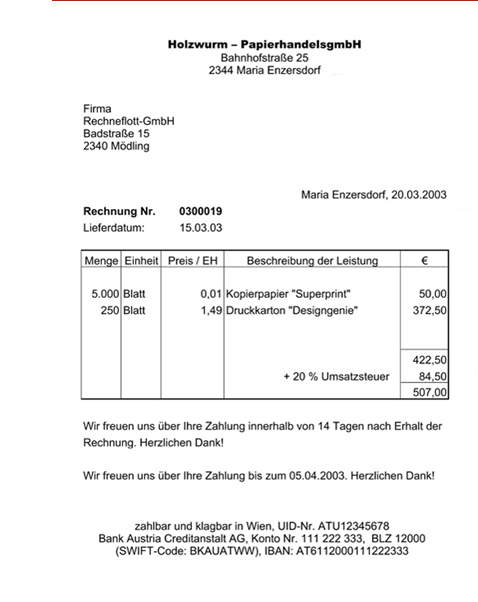 Holzwurm – PapierhandelsgmbH
Bahnhofstraße 25
2344 Maria Enzersdorf
Firma
Rechneflott-GmbH
Badstraße 15
2340 Mödling
Maria Enzersdorf, 20.03.2003
Rechnung Nr. 0300019
Lieferdatum: 15.03.03
Menge Einheit Preis / EH Beschreibung der Leistung €
5.000 Blatt 0,01 Kopierpapier "Superprint" 50,00
250 Blatt 1,49 Druckkarton "Designgenie" 372,50
422,50
+ 20 % Umsatzsteuer 84,50
507,00
Wir freuen uns über Ihre Zahlung innerhalb von 14 Tagen nach Erhalt der
Rechnung. Herzlichen Dank!
Wir freuen uns über Ihre Zahlung bis zum 05.04.2003. Herzlichen Dank!
zahlbar und klagbar in Wien, UID-Nr. ATU12345678
Bank Austria Creditanstalt AG, Konto Nr. 111 222 333, BLZ 12000
(SWIFT-Code: BKAUATWW), IBAN: AT6112000111222333